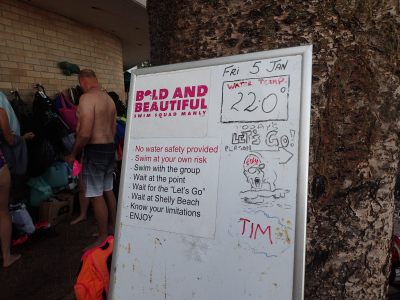 FRI 5 JAN
BOLD AND
BEAUTIFUL
SWIM SQUAD MANLY
WATER TEMP.
22.0°
No water safety provided
- Swim at your own risk
- Swim with the group
- Wait at the point
- Wait for the "Let's Go"
- Wait at Shelly Beach
- Know your limitations
- ENJOY
TODAY'S
LET'S GO!
PERSON
TIM